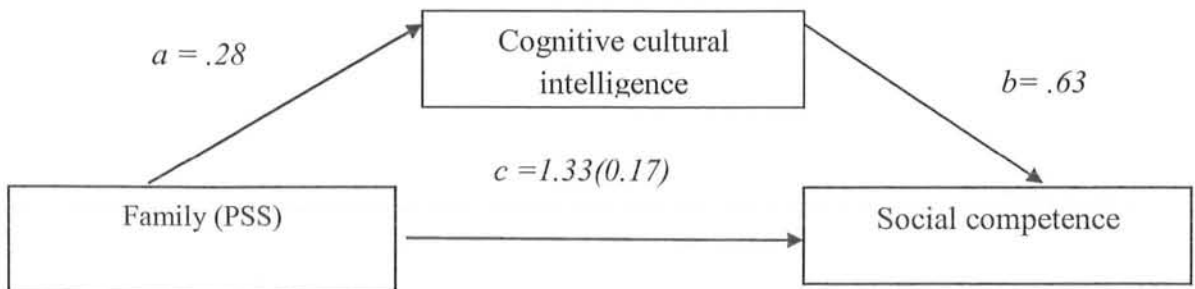 a = .28
Cognitive cultural
intelligence
b= .63
c =1.33(0.17)
Family (PSS)
Social competence